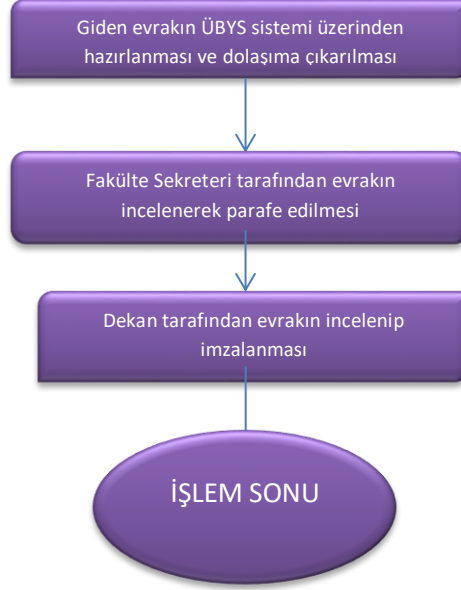 Giden evrakın ÜBYS sistemi üzerinden
hazırlanması ve dolaşıma çıkarılması
Fakülte Sekreteri tarafından evrakın
incelenerek parafe edilmesi
Dekan tarafından evrakın incelenip
imzalanması
İŞLEM SONU